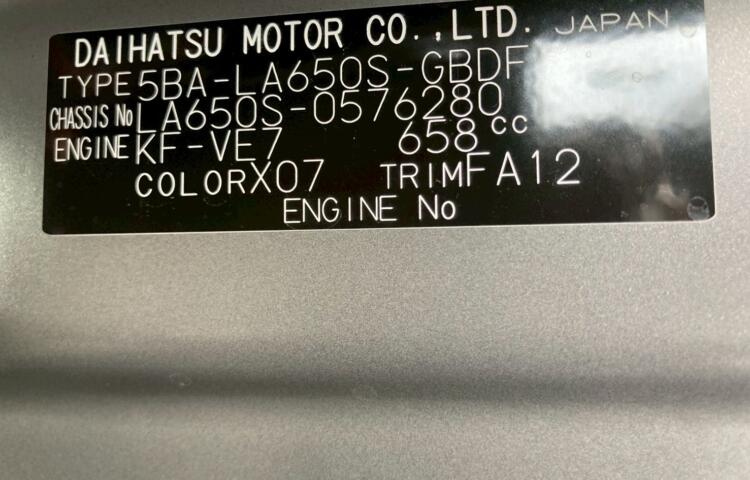 DAIHATSU MOTOR CO.,LTD. JAPAN
TYPE 5BA-LA650S-GBDF
CHASSIS No LA650S-0576280
ENGINE KF-VE7 658cc
COLOR X07 TRIM FA12
ENGINE No